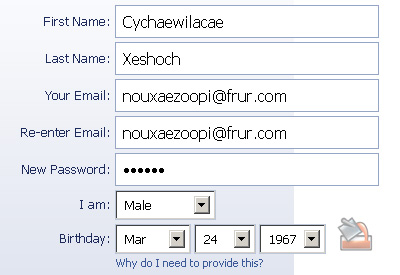 First Name: Cychaewilacae
Last Name: Xeshoch
Your Email: nouxaezoopi@frur.com
Re-enter Email: nouxaezoopi@frur.com
New Password: ••••••
I am: Male
Birthday: Mar 24 1967
Why do I need to provide this?